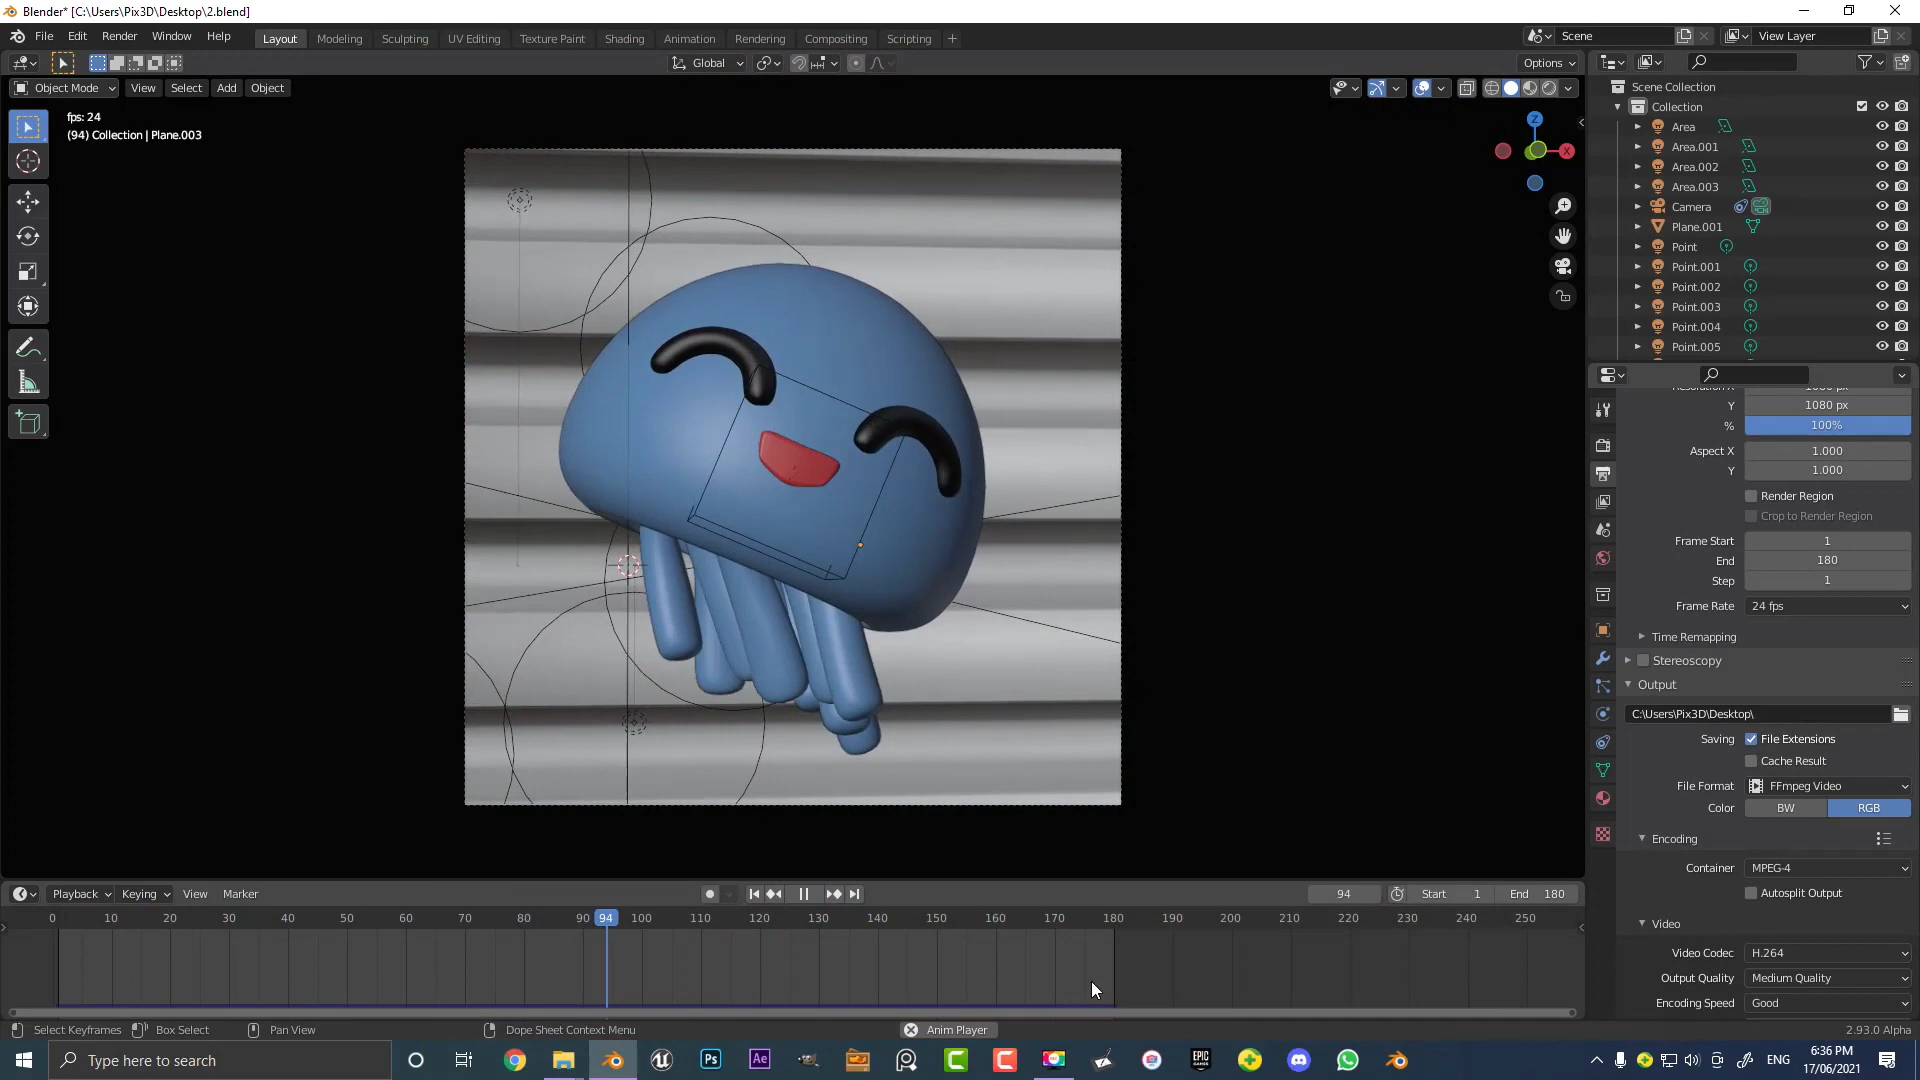 Blender* [C:\Users\Pix3D\Desktop\2.blend]
File Edit Render Window Help
Layout Modeling Sculpting UV Editing Texture Paint Shading Animation Rendering Compositing Scripting +
Scene
View Layer
Global
Options
Object Mode View Select Add Object
fps: 24
(94) Collection | Plane.003
Z
X
Scene Collection
Collection
Area
Area.001
Area.002
Area.003
Camera
Plane.001
Point
Point.001
Point.002
Point.003
Point.004
Point.005
Y 1080 px
% 100%
Aspect X 1.000
Y 1.000
Render Region
Crop to Render Region
Frame Start 1
End 180
Step 1
Frame Rate 24 fps
Time Remapping
Stereoscopy
Output
C:\Users\Pix3D\Desktop\
Saving File Extensions
Cache Result
File Format FFmpeg Video
Color BW RGB
Encoding
Container MPEG-4
Autosplit Output
Video
Video Codec H.264
Output Quality Medium Quality
Encoding Speed Good
Playback Keying View Marker
94 Start 1 End 180
0 10 20 30 40 50 60 70 80 90 94 100 110 120 130 140 150 160 170 180 190 200 210 220 230 240 250
Select Keyframes Box Select Pan View Dope Sheet Context Menu Anim Player 2.93.0 Alpha
Type here to search
Ps
Ae
EPIC GAMES
ENG
6:36 PM
17/06/2021